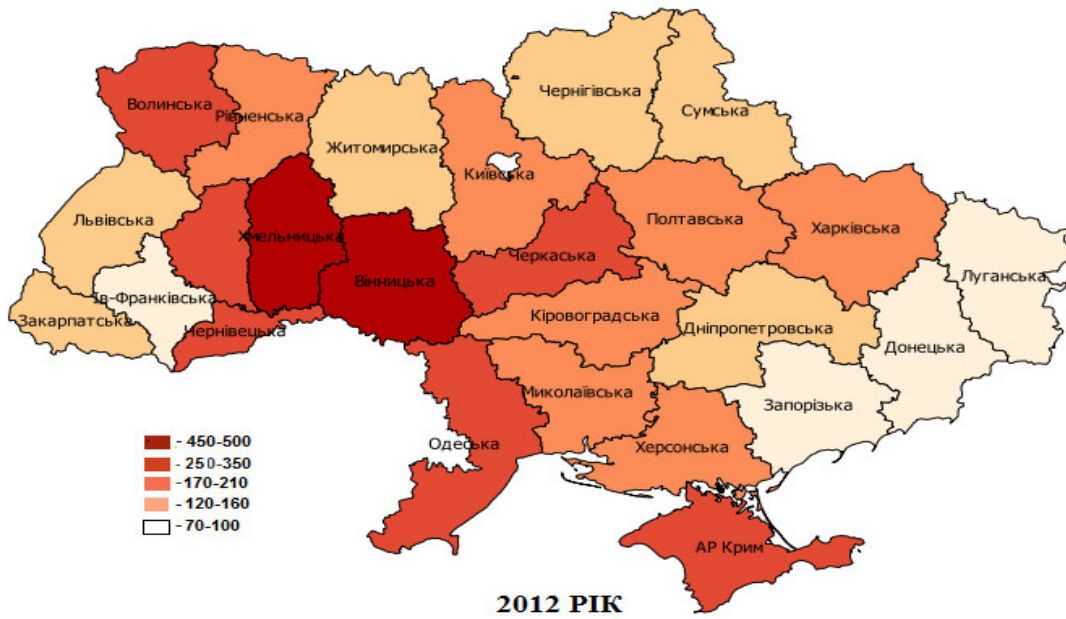 Волинська
Рівненська
Житомирська
Чернігівська
Сумська
Київська
Львівська
Хмельницька
Вінницька
Черкаська
Полтавська
Харківська
Луганська
Ів-Франківська
Закарпатська
Чернівецька
Кіровоградська
Дніпропетровська
Донецька
Миколаївська
Запорізька
Одеська
Херсонська
АР Крим
- 450-500
- 250-350
-170-210
-120-160
-70-100
2012 РІК